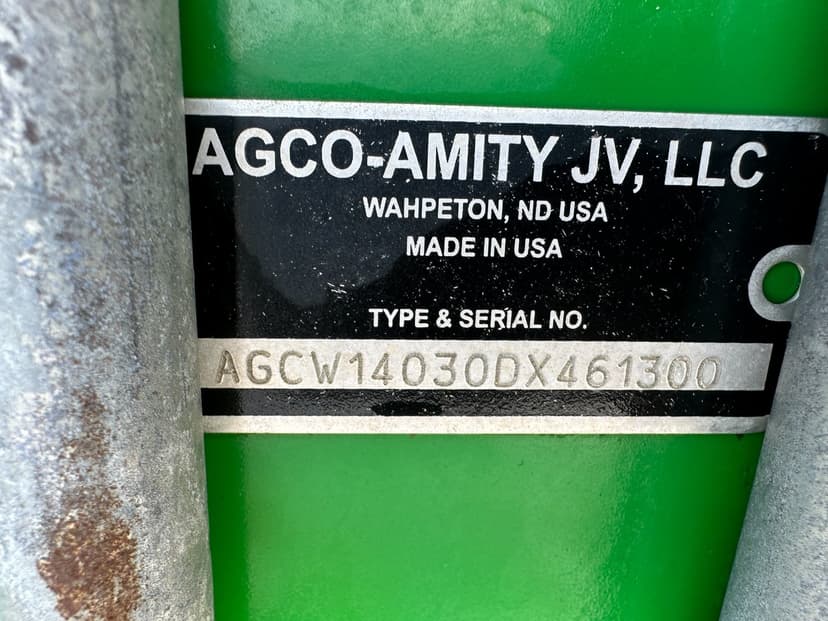 AGCO-AMITY JV, LLC
WAHPETON, ND USA
MADE IN USA
TYPE & SERIAL NO.
AGCW14030DX461300